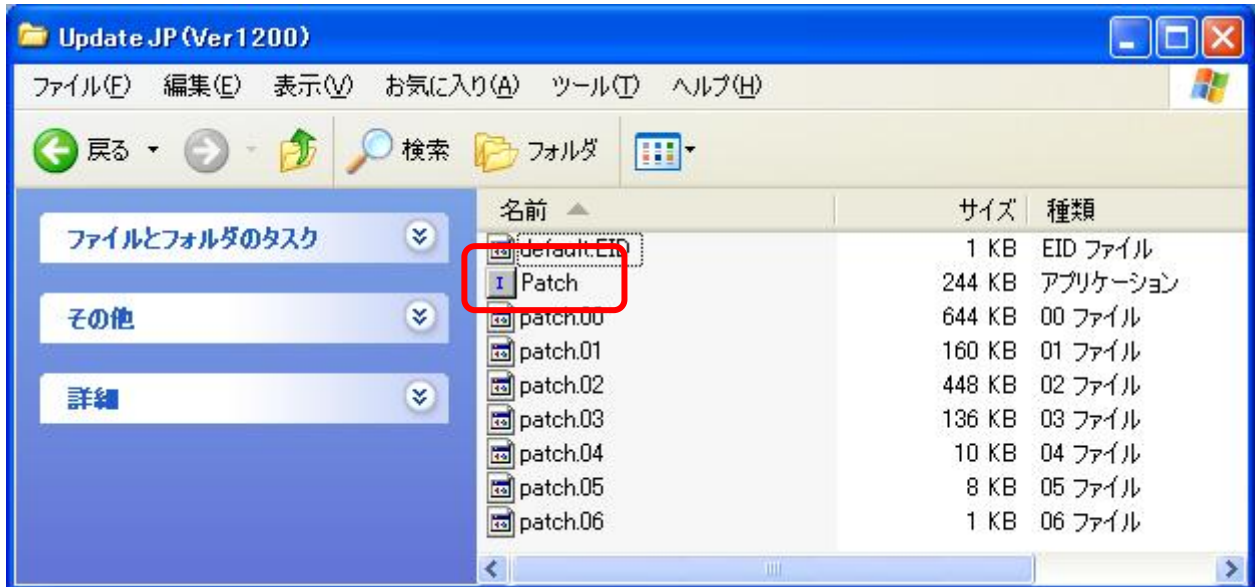 Update JP(Ver1200)
ファイル(F) 編集(E) 表示(V) お気に入り(A) ツール(T) ヘルプ(H)
戻る 検索 フォルダ
名前 サイズ 種類
ファイルとフォルダのタスク
その他
詳細
default.EID 1 KB EID ファイル
Patch 244 KB アプリケーション
patch.00 644 KB 00 ファイル
patch.01 160 KB 01 ファイル
patch.02 448 KB 02 ファイル
patch.03 136 KB 03 ファイル
patch.04 10 KB 04 ファイル
patch.05 8 KB 05 ファイル
patch.06 1 KB 06 ファイル